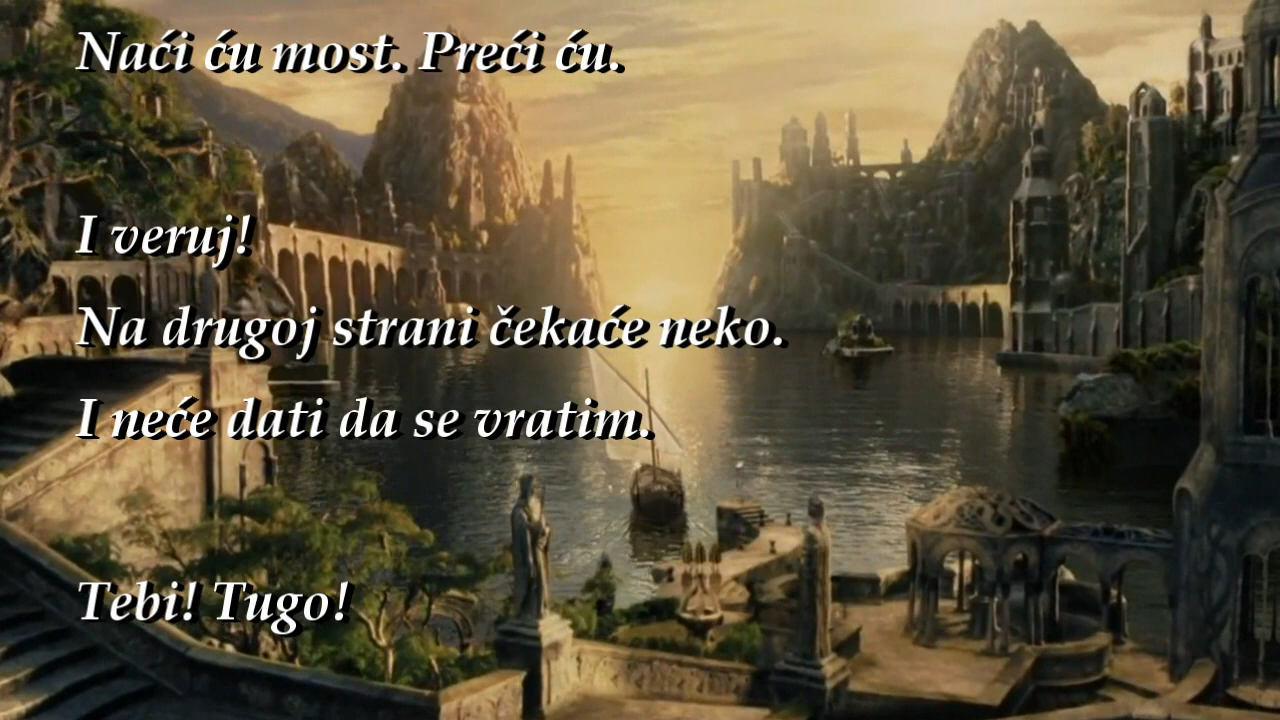 Naći ću most. Preći ću.
I veruj!
Na drugoj strani čekaće neko.
I neće dati da se vratim.
Tebi! Tugo!